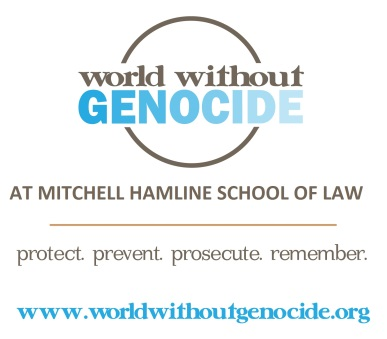 world without
GENOCIDE
AT MITCHELL HAMLINE SCHOOL OF LAW
protect. prevent. prosecute. remember.
www.worldwithoutgenocide.org